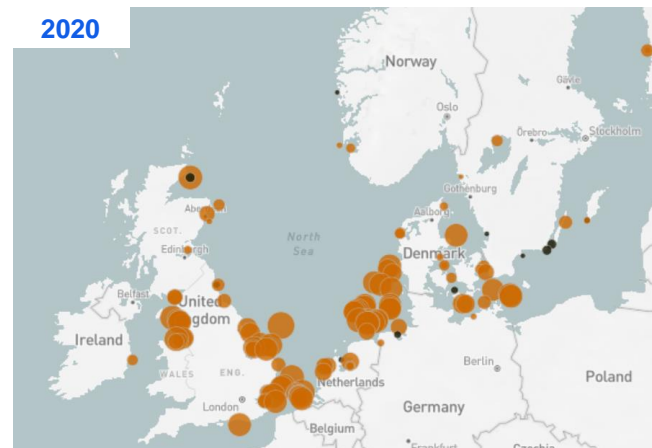 2020
Norway
Gävle
Oslo
Örebro
Stockholm
Gothenburg
Aalborg
North
Sea
SCOT.
Edinburgh
Denmark
Belfast
United
Kingdom
Ireland
WALES
ENG.
Berlin
Netherlands
Poland
London
Germany
Belgium